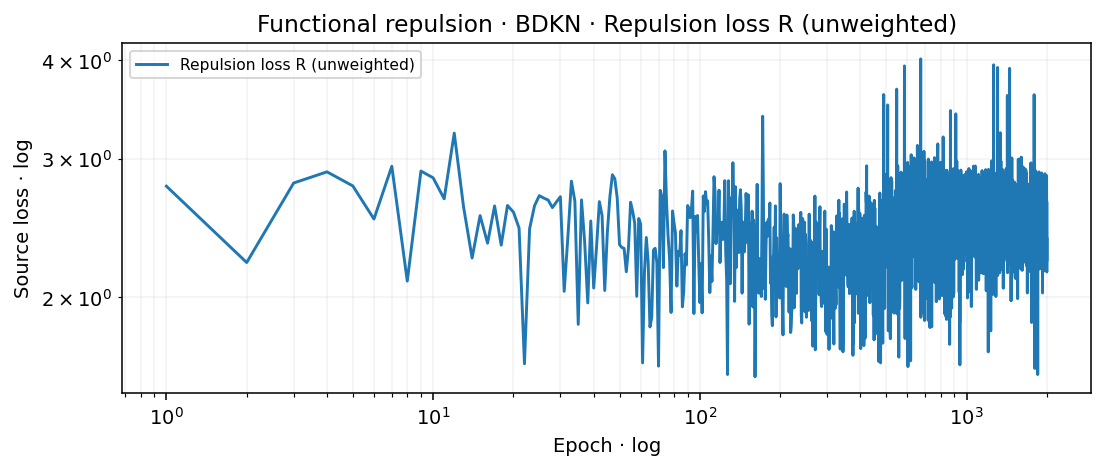 Functional repulsion · BDKN · Repulsion loss R (unweighted)
Repulsion loss R (unweighted)
Source loss · log
4 × 10⁰
3 × 10⁰
2 × 10⁰
10⁰ 10¹ 10² 10³
Epoch · log